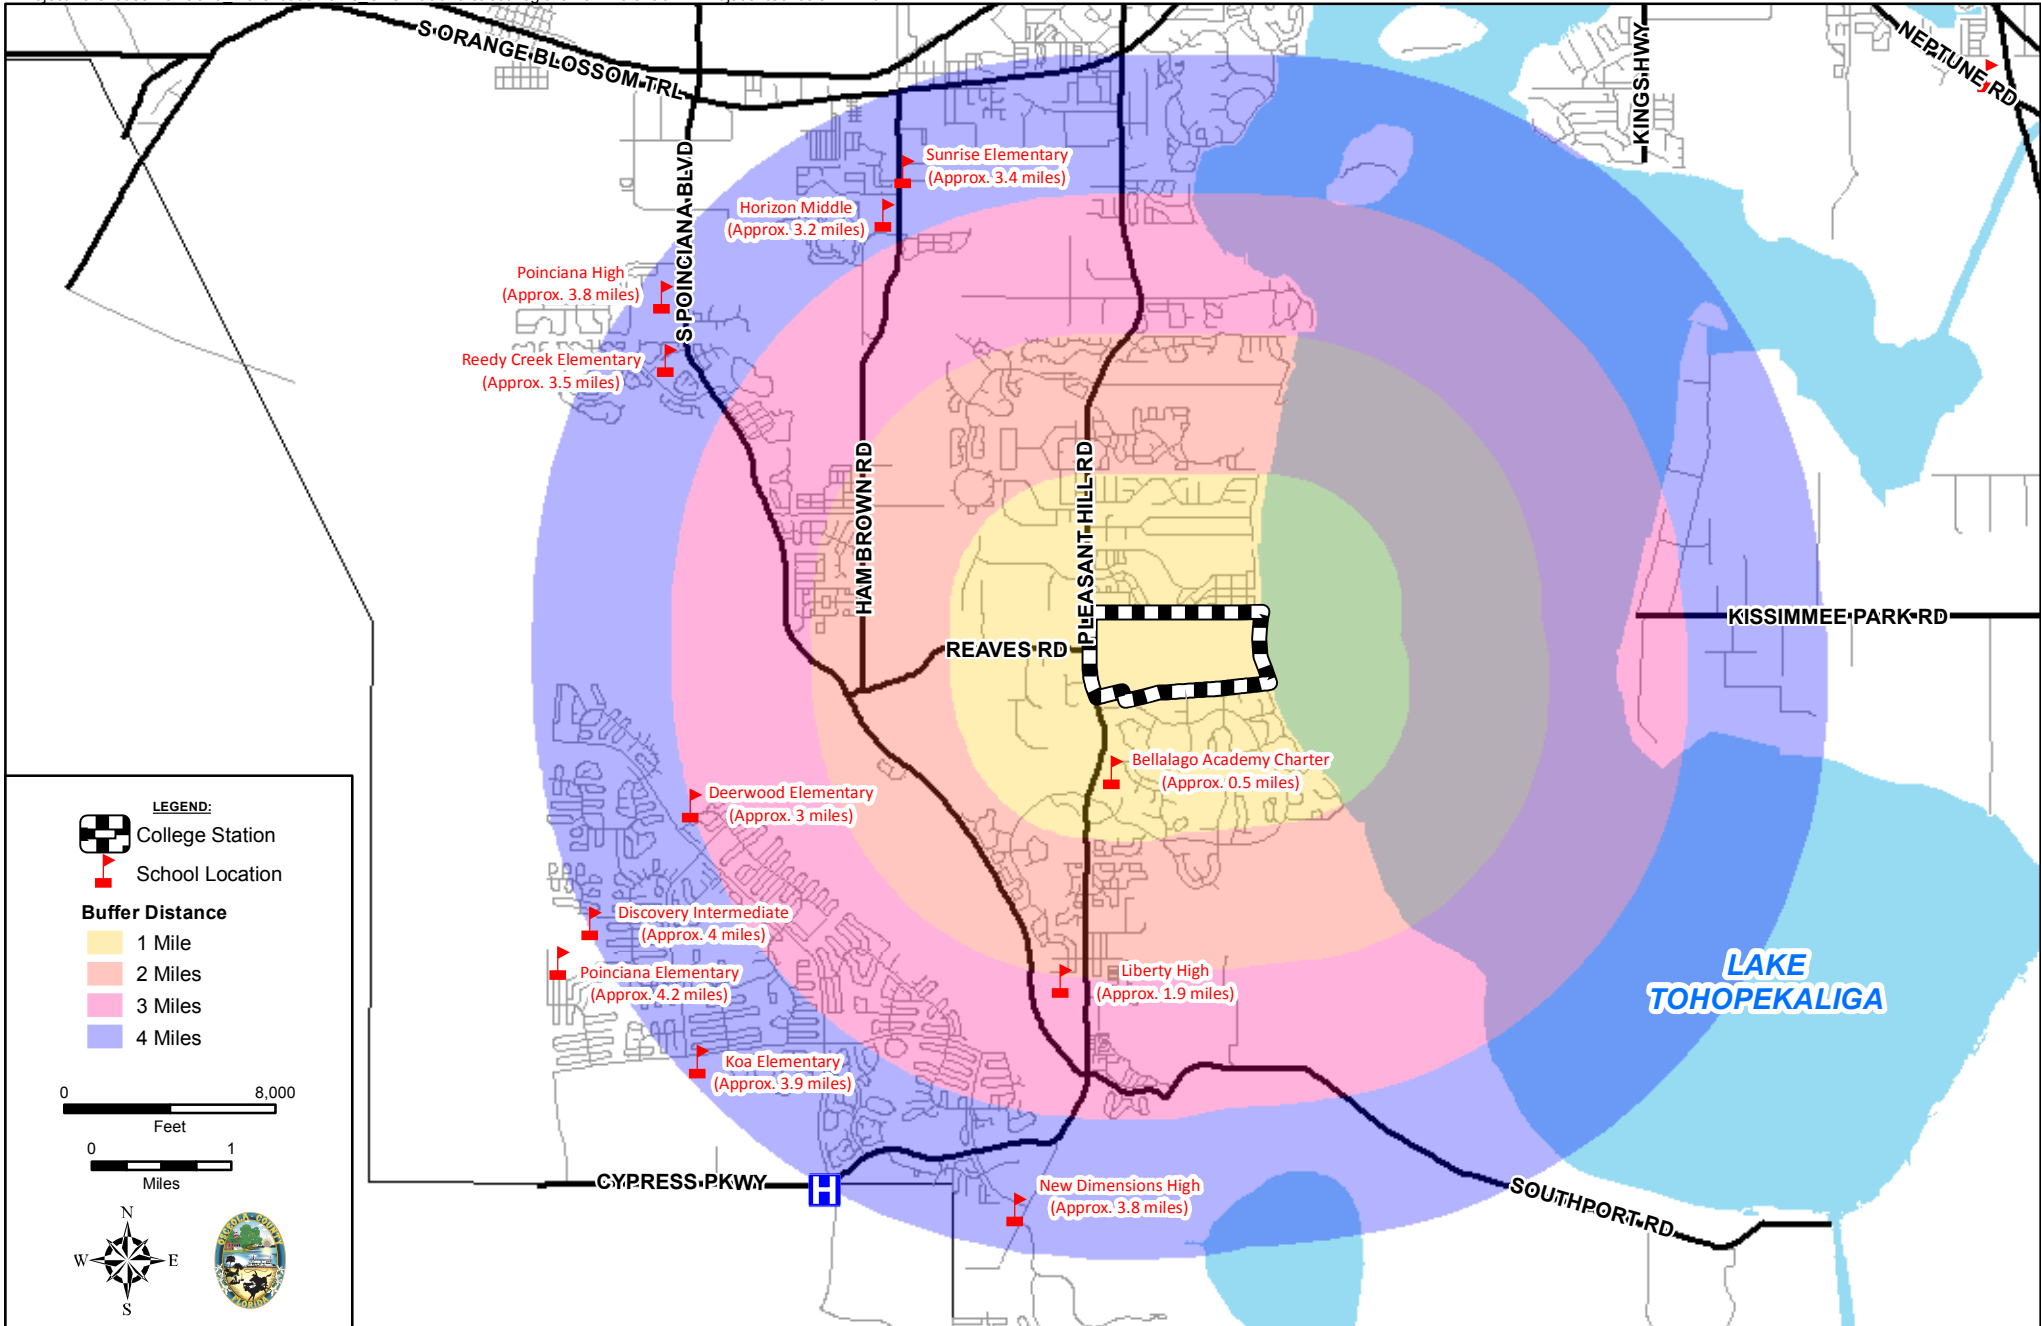 S ORANGE BLOSSOM TRL
KINGS HWY
NEPTUNE RD
S POINCIANA BLVD
Sunrise Elementary
(Approx. 3.4 miles)
Horizon Middle
(Approx. 3.2 miles)
Poinciana High
(Approx. 3.8 miles)
Reedy Creek Elementary
(Approx. 3.5 miles)
HAM BROWN RD
PLEASANT HILL RD
REAVES RD
KISSIMMEE PARK RD
Bellalago Academy Charter
(Approx. 0.5 miles)
Deerwood Elementary
(Approx. 3 miles)
Discovery Intermediate
(Approx. 4 miles)
Poinciana Elementary
(Approx. 4.2 miles)
Liberty High
(Approx. 1.9 miles)
LAKE
TOHOPEKALIGA
Koa Elementary
(Approx. 3.9 miles)
CYPRESS PKWY
H
New Dimensions High
(Approx. 3.8 miles)
SOUTHPORT RD
LEGEND:
College Station
School Location
Buffer Distance
1 Mile
2 Miles
3 Miles
4 Miles
0 8,000
Feet
0 1
Miles
N
W E
S
OSCEOLA COUNTY
FLORIDA